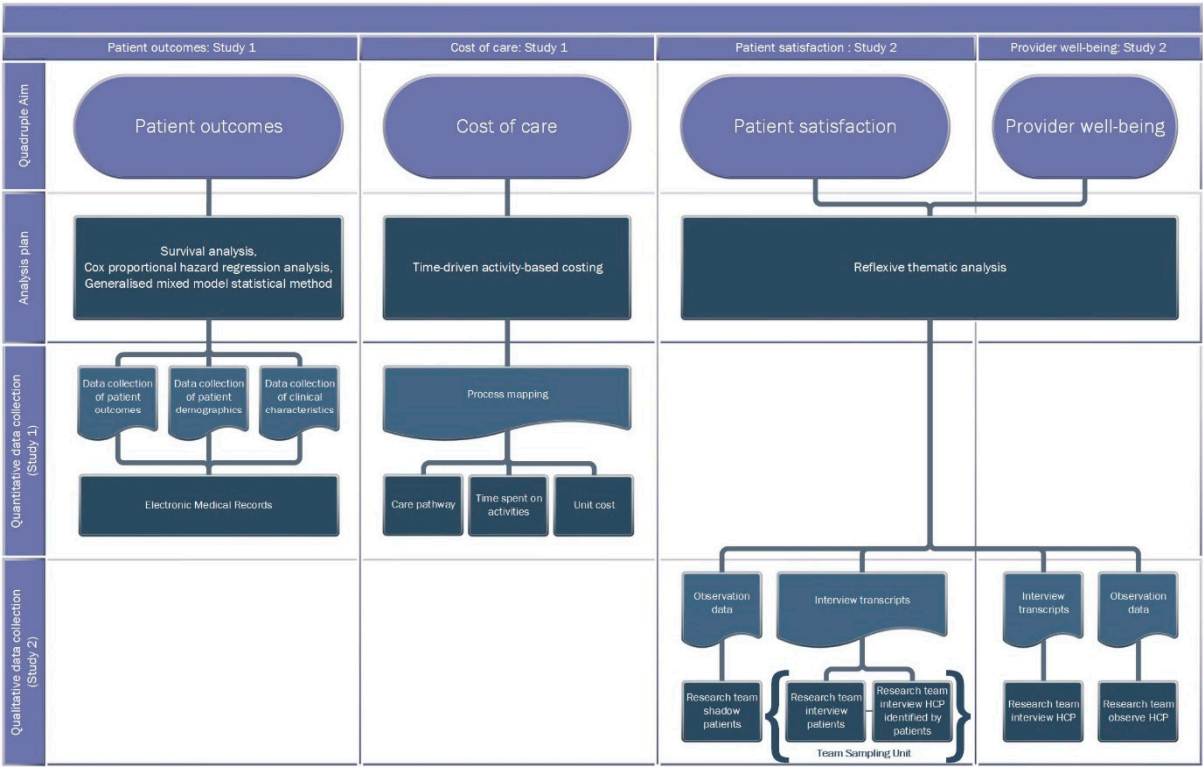 Patient outcomes: Study 1
Cost of care: Study 1
Patient satisfaction : Study 2
Provider well-being: Study 2
Quadruple Aim
Patient outcomes
Cost of care
Patient satisfaction
Provider well-being
Analysis plan
Survival analysis,
Cox proportional hazard regression analysis,
Generalised mixed model statistical method
Time-driven activity-based costing
Reflexive thematic analysis
Quantitative data collection
(Study 1)
Data collection
of patient
outcomes
Data collection
of patient
demographics
Data collection
of clinical
characteristics
Process mapping
Electronic Medical Records
Care pathway
Time spent on
activities
Unit cost
Qualitative data collection
(Study 2)
Observation
data
Interview transcripts
Interview
transcripts
Observation
data
Research team
shadow
patients
Research team
interview
patients
Research team
interview HCP
identified by
patients
Team Sampling Unit
Research team
interview HCP
Research team
observe HCP